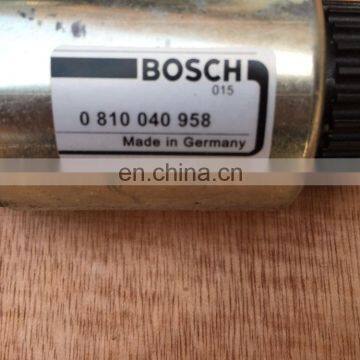 BOSCH
015
0 810 040 958
Made in Germany
en.china.cn